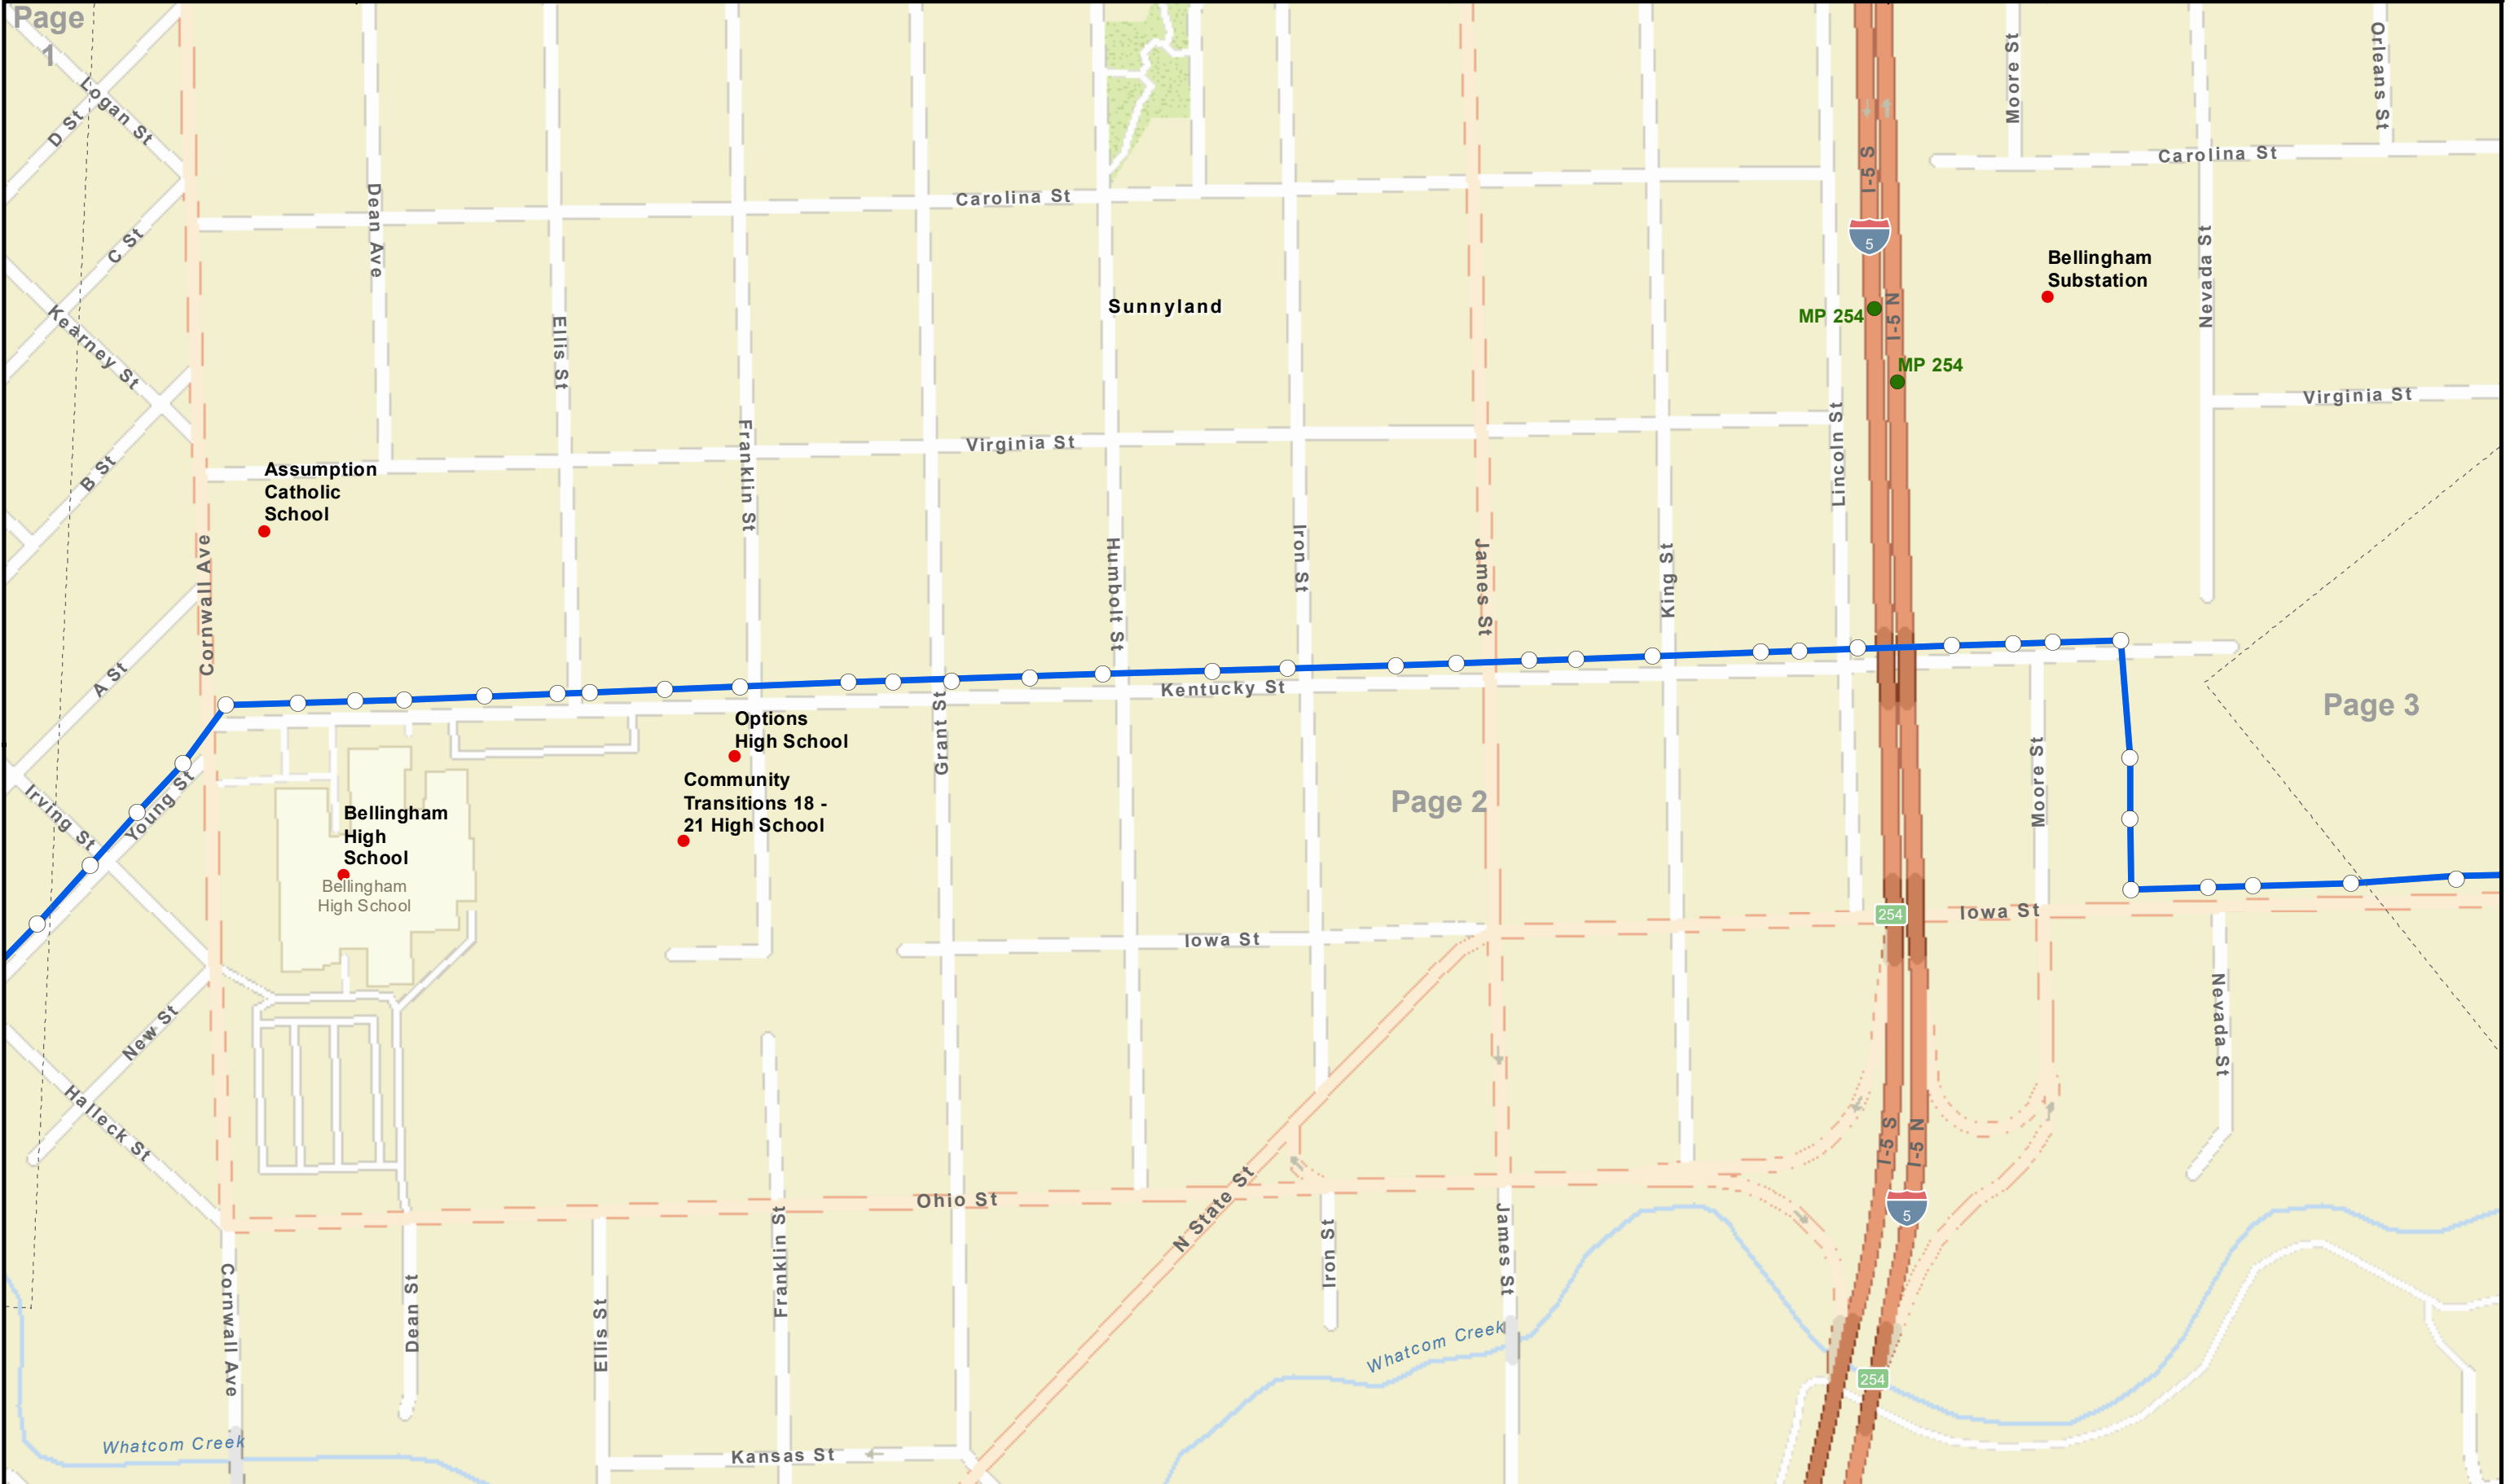 Page
1
Logan St
D St
C St
Kearney St
B St
A St
Irving St
Young St
New St
Halleck St
Dean Ave
Ellis St
Franklin St
Carolina St
Sunnyland
Virginia St
Moore St
Orleans St
Carolina St
I-5 S
5
Bellingham
Substation
Nevada St
MP 254
I-5 N
MP 254
Virginia St
Lincoln St
Assumption
Catholic
School
Cornwall Ave
Humbolt St
Iron St
James St
King St
Kentucky St
Grant St
Options
High School
Community
Transitions 18 -
21 High School
Bellingham
High
School
Bellingham
High School
Page 2
Page 3
Moore St
Iowa St
254
Iowa St
Nevada St
I-5 S
I-5 N
5
Ohio St
N State St
Franklin St
Iron St
James St
Cornwall Ave
Dean St
Ellis St
Whatcom Creek
254
Whatcom Creek
Kansas St